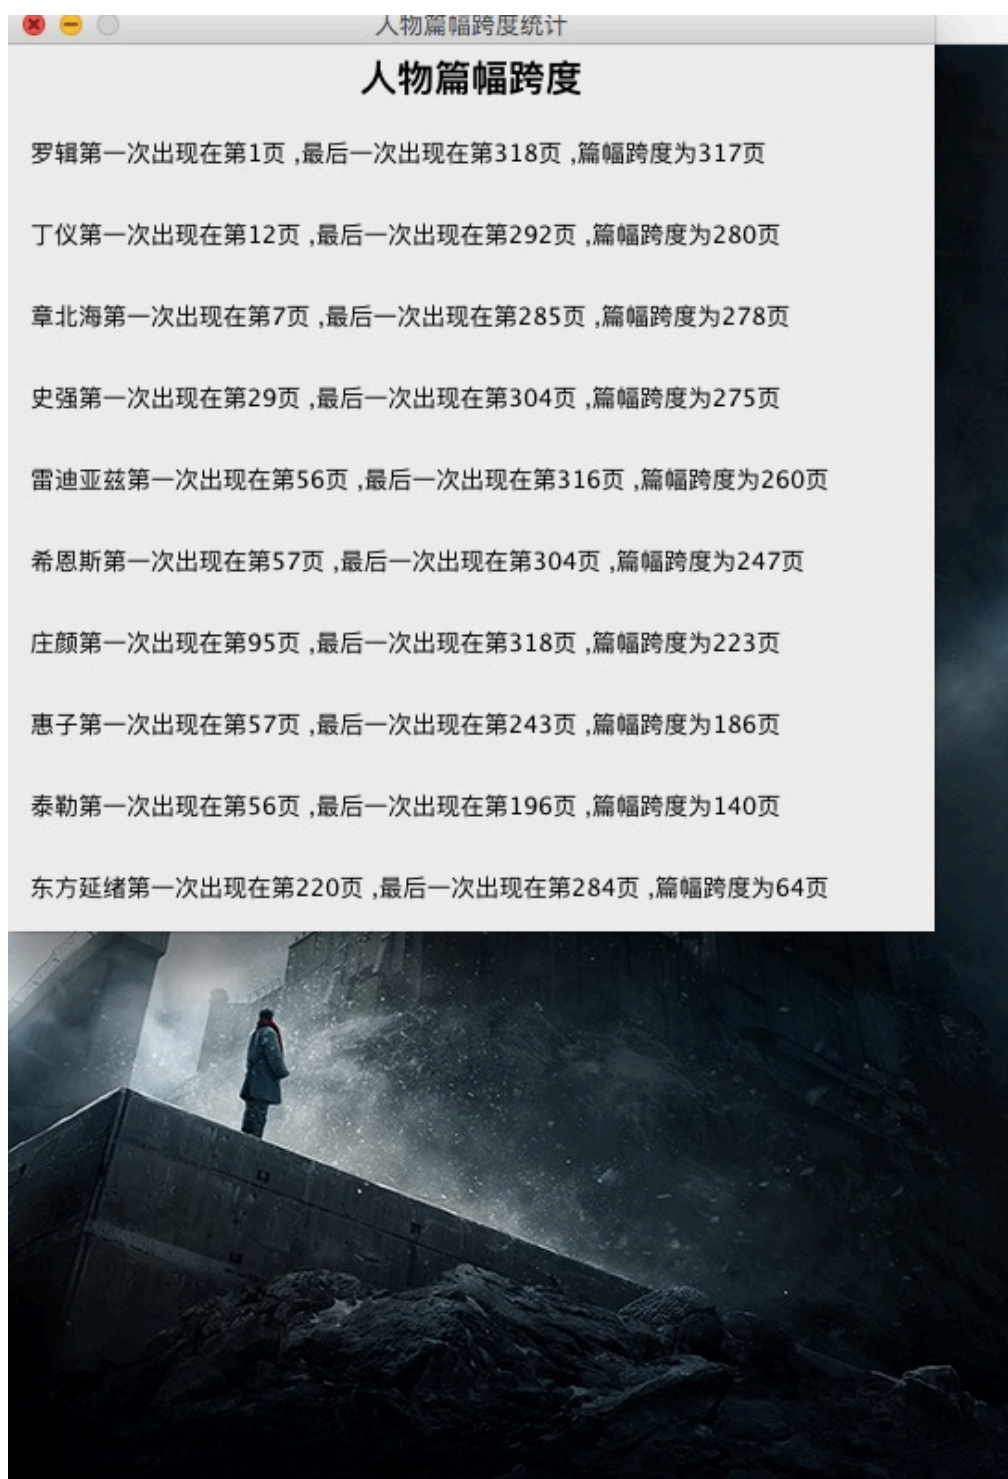 人物篇幅跨度统计
人物篇幅跨度
罗辑第一次出现在第1页 ,最后一次出现在第318页 ,篇幅跨度为317页
丁仪第一次出现在第12页 ,最后一次出现在第292页 ,篇幅跨度为280页
章北海第一次出现在第7页 ,最后一次出现在第285页 ,篇幅跨度为278页
史强第一次出现在第29页 ,最后一次出现在第304页 ,篇幅跨度为275页
雷迪亚兹第一次出现在第56页 ,最后一次出现在第316页 ,篇幅跨度为260页
希恩斯第一次出现在第57页 ,最后一次出现在第304页 ,篇幅跨度为247页
庄颜第一次出现在第95页 ,最后一次出现在第318页 ,篇幅跨度为223页
惠子第一次出现在第57页 ,最后一次出现在第243页 ,篇幅跨度为186页
泰勒第一次出现在第56页 ,最后一次出现在第196页 ,篇幅跨度为140页
东方延绪第一次出现在第220页 ,最后一次出现在第284页 ,篇幅跨度为64页